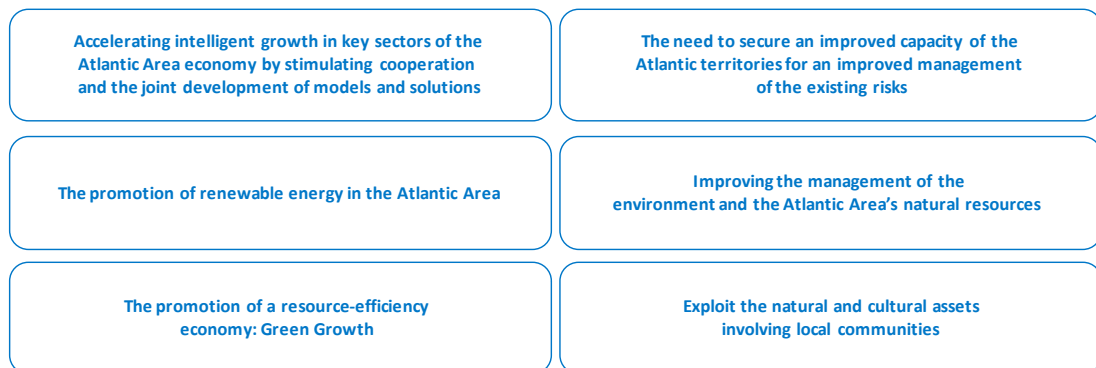 Accelerating intelligent growth in key sectors of the
Atlantic Area economy by stimulating cooperation
and the joint development of models and solutions
The need to secure an improved capacity of the
Atlantic territories for an improved management
of the existing risks
The promotion of renewable energy in the Atlantic Area
Improving the management of the
environment and the Atlantic Area's natural resources
The promotion of a resource-efficiency
economy: Green Growth
Exploit the natural and cultural assets
involving local communities